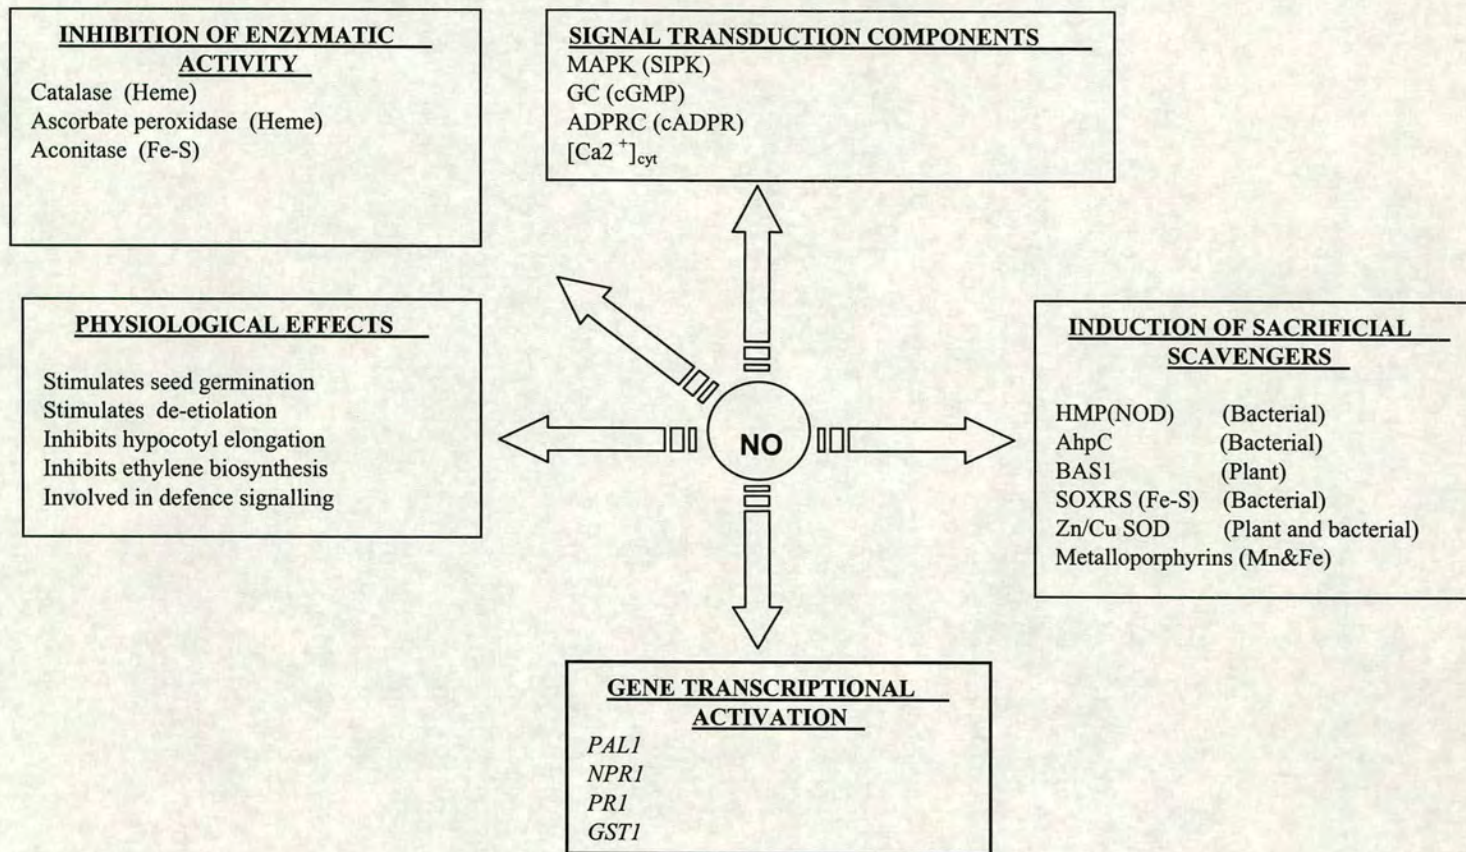 INHIBITION OF ENZYMATIC
ACTIVITY
Catalase (Heme)
Ascorbate peroxidase (Heme)
Aconitase (Fe-S)
SIGNAL TRANSDUCTION COMPONENTS
MAPK (SIPK)
GC (cGMP)
ADPRC (cADPR)
[Ca2 +]cyt
PHYSIOLOGICAL EFFECTS
Stimulates seed germination
Stimulates de-etiolation
Inhibits hypocotyl elongation
Inhibits ethylene biosynthesis
Involved in defence signalling
NO
INDUCTION OF SACRIFICIAL
SCAVENGERS
HMP(NOD) (Bacterial)
AhpC (Bacterial)
BAS1 (Plant)
SOXRS (Fe-S) (Bacterial)
Zn/Cu SOD (Plant and bacterial)
Metalloporphyrins (Mn&Fe)
GENE TRANSCRIPTIONAL
ACTIVATION
PAL1
NPR1
PR1
GST1